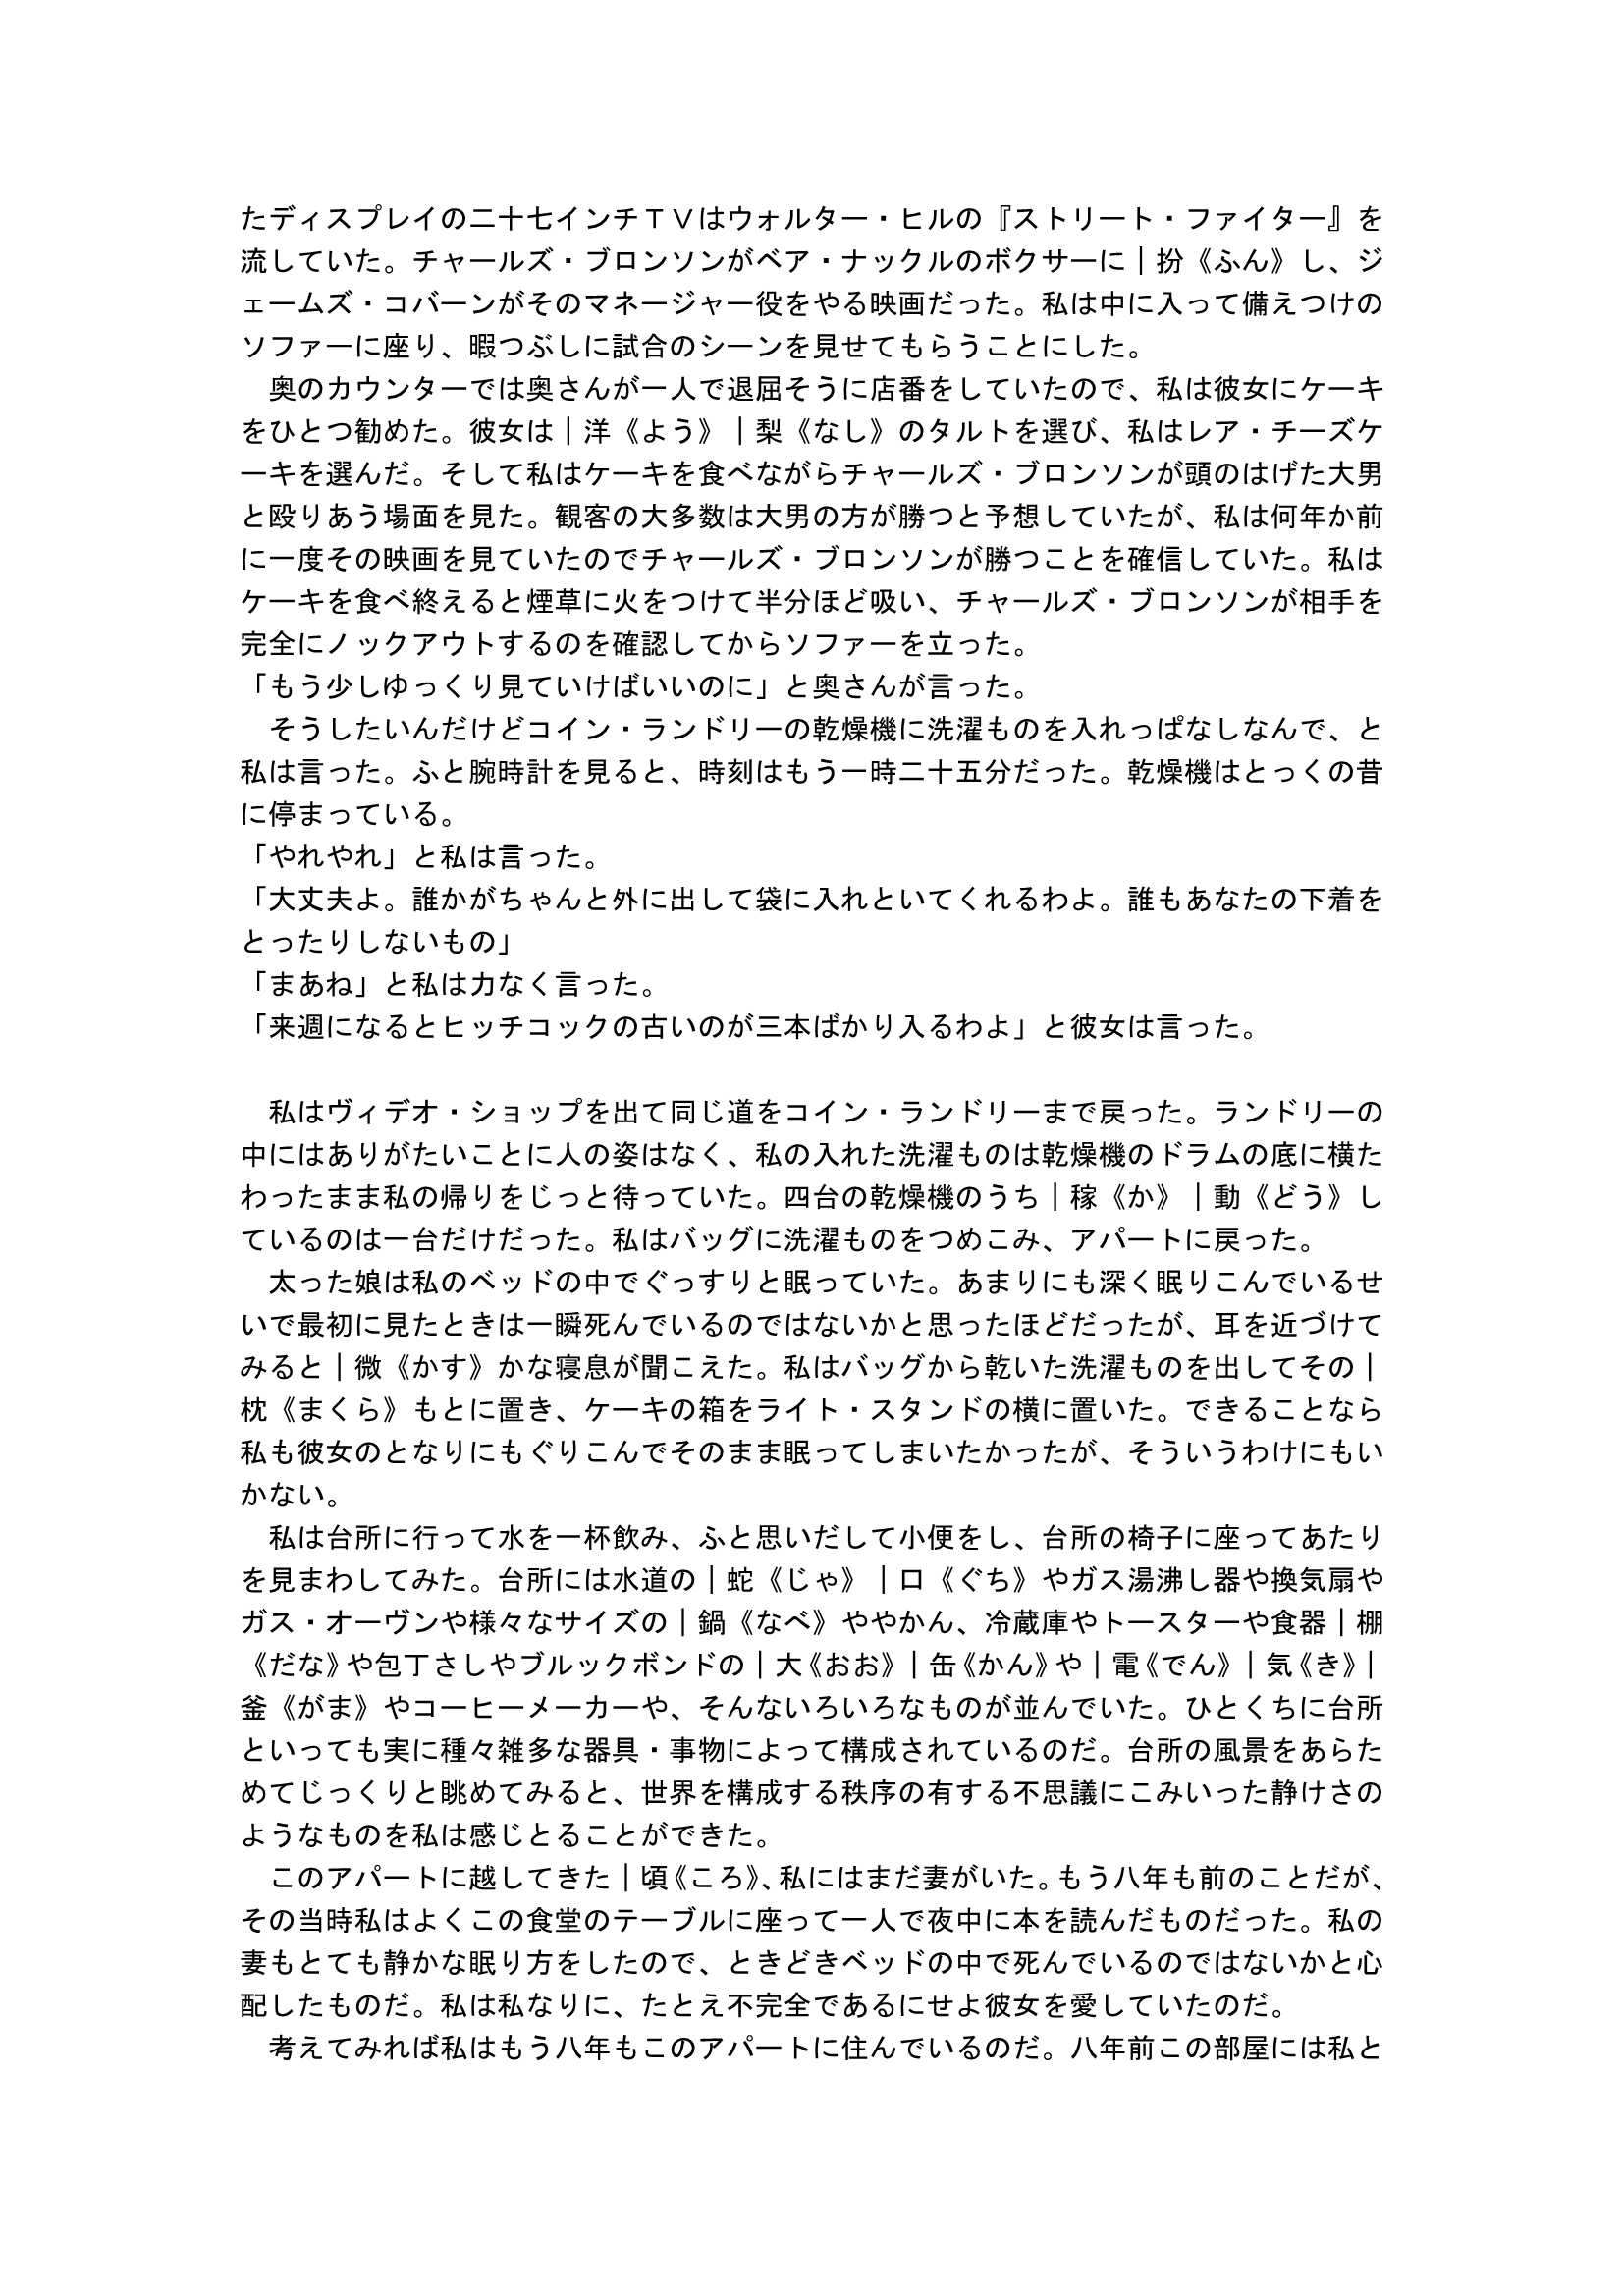 たディスプレイの二十七インチＴＶはウォルター・ヒルの『ストリート・ファイター』を
流していた。チャールズ・ブロンソンがベア・ナックルのボクサーに｜扮《ふん》し、ジ
ェームズ・コバーンがそのマネージャー役をやる映画だった。私は中に入って備えつけの
ソファーに座り、暇つぶしに試合のシーンを見せてもらうことにした。
　奥のカウンターでは奥さんが一人で退屈そうに店番をしていたので、私は彼女にケーキ
をひとつ勧めた。彼女は｜洋《よう》｜梨《なし》のタルトを選び、私はレア・チーズケ
ーキを選んだ。そして私はケーキを食べながらチャールズ・ブロンソンが頭のはげた大男
と殴りあう場面を見た。観客の大多数は大男の方が勝つと予想していたが、私は何年か前
に一度その映画を見ていたのでチャールズ・ブロンソンが勝つことを確信していた。私は
ケーキを食べ終えると煙草に火をつけて半分ほど吸い、チャールズ・ブロンソンが相手を
完全にノックアウトするのを確認してからソファーを立った。
「もう少しゆっくり見ていけばいいのに」と奥さんが言った。
　そうしたいんだけどコイン・ランドリーの乾燥機に洗濯ものを入れっぱなしなんで、と
私は言った。ふと腕時計を見ると、時刻はもう一時二十五分だった。乾燥機はとっくの昔
に停まっている。
「やれやれ」と私は言った。
「大丈夫よ。誰かがちゃんと外に出して袋に入れといてくれるわよ。誰もあなたの下着を
とったりしないもの」
「まあね」と私は力なく言った。
「来週になるとヒッチコックの古いのが三本ばかり入るわよ」と彼女は言った。
　私はヴィデオ・ショップを出て同じ道をコイン・ランドリーまで戻った。ランドリーの
中にはありがたいことに人の姿はなく、私の入れた洗濯ものは乾燥機のドラムの底に横た
わったまま私の帰りをじっと待っていた。四台の乾燥機のうち｜稼《か》｜動《どう》し
ているのは一台だけだった。私はバッグに洗濯ものをつめこみ、アパートに戻った。
　太った娘は私のベッドの中でぐっすりと眠っていた。あまりにも深く眠りこんでいるせ
いで最初に見たときは一瞬死んでいるのではないかと思ったほどだったが、耳を近づけて
みると｜微《かす》かな寝息が聞こえた。私はバッグから乾いた洗濯ものを出してその｜
枕《まくら》もとに置き、ケーキの箱をライト・スタンドの横に置いた。できることなら
私も彼女のとなりにもぐりこんでそのまま眠ってしまいたかったが、そういうわけにもい
かない。
　私は台所に行って水を一杯飲み、ふと思いだして小便をし、台所の椅子に座ってあたり
を見まわしてみた。台所には水道の｜蛇《じゃ》｜口《ぐち》やガス湯沸し器や換気扇や
ガス・オーヴンや様々なサイズの｜鍋《なべ》ややかん、冷蔵庫やトースターや食器｜棚
《だな》や包丁さしやブルックボンドの｜大《おお》｜缶《かん》や｜電《でん》｜気《き》｜
釜《がま》やコーヒーメーカーや、そんないろいろなものが並んでいた。ひとくちに台所
といっても実に種々雑多な器具・事物によって構成されているのだ。台所の風景をあらた
めてじっくりと眺めてみると、世界を構成する秩序の有する不思議にこみいった静けさの
ようなものを私は感じとることができた。
　このアパートに越してきた｜頃《ころ》、私にはまだ妻がいた。もう八年も前のことだが、
その当時私はよくこの食堂のテーブルに座って一人で夜中に本を読んだものだった。私の
妻もとても静かな眠り方をしたので、ときどきベッドの中で死んでいるのではないかと心
配したものだ。私は私なりに、たとえ不完全であるにせよ彼女を愛していたのだ。
　考えてみれば私はもう八年もこのアパートに住んでいるのだ。八年前この部屋には私と